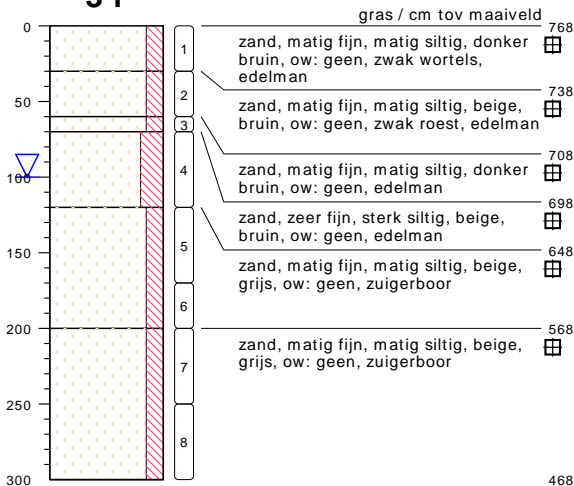 gras / cm tov maaiveld
0
768
1
zand, matig fijn, matig siltig, donker
bruin, ow: geen, zwak wortels,
edelman
738
2
50
zand, matig fijn, matig siltig, beige,
bruin, ow: geen, zwak roest, edelman
3
708
100
4
zand, matig fijn, matig siltig, donker
bruin, ow: geen, edelman
698
zand, zeer fijn, sterk siltig, beige,
bruin, ow: geen, edelman
648
150
5
zand, matig fijn, matig siltig, beige,
grijs, ow: geen, zuigerboor
6
200
568
7
zand, matig fijn, matig siltig, beige,
grijs, ow: geen, zuigerboor
250
8
300
468